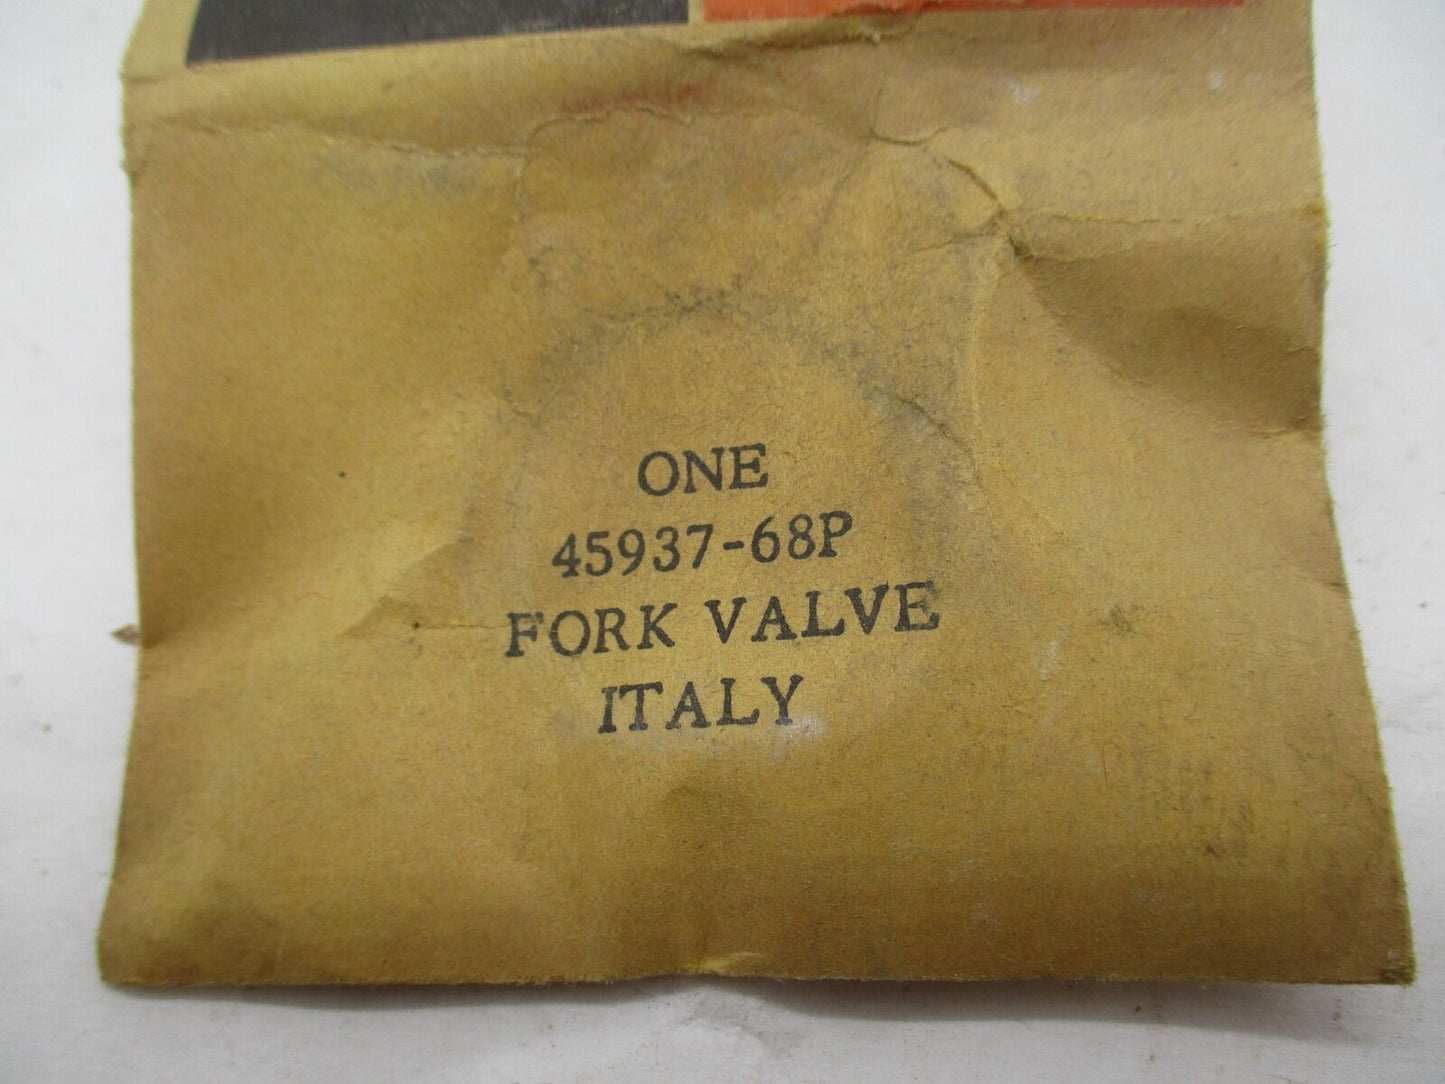 ONE
45937-68P
FORK VALVE
ITALY